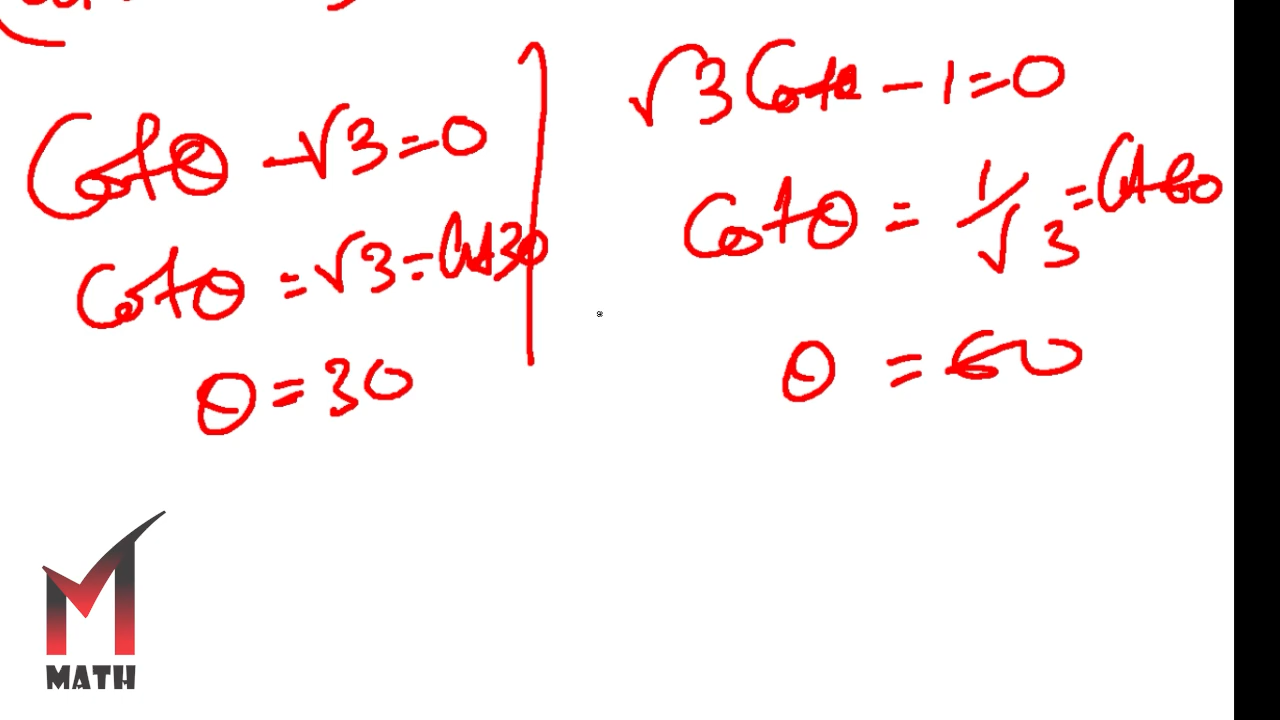 Cotθ - √3 = 0
Cotθ = √3 = Cot30
θ = 30
√3 Cotθ - 1 = 0
Cotθ = 1/√3 = Cot60
θ = 60
MATH